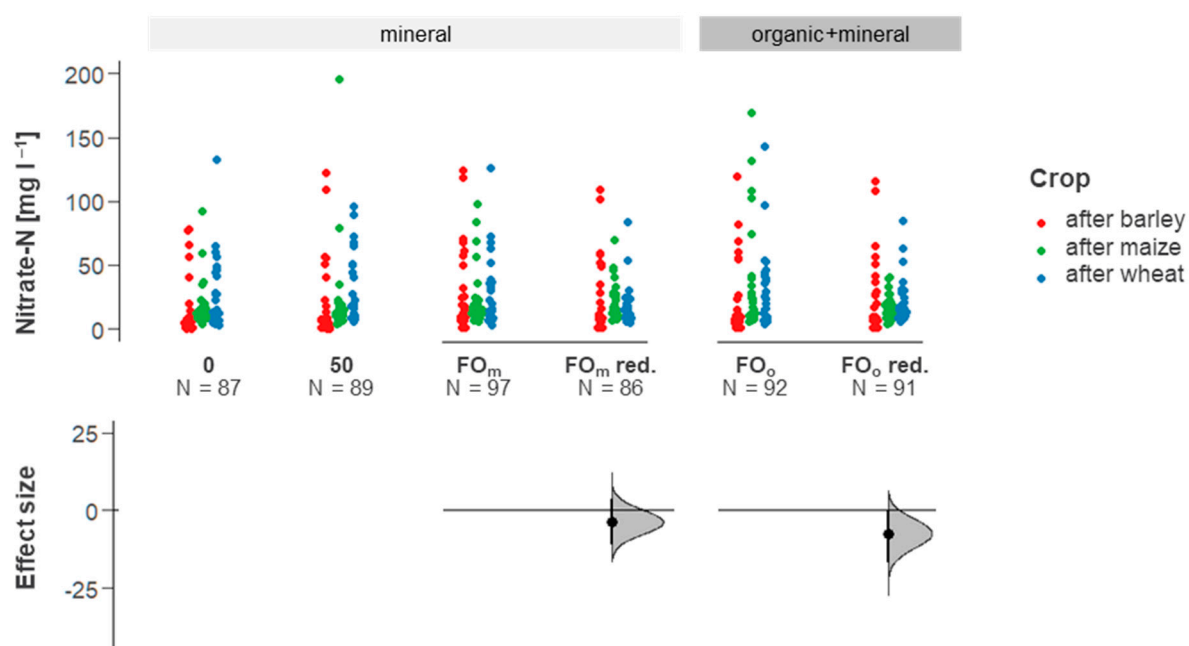 mineral
organic+mineral
Nitrate-N [mg l⁻¹]
200
150
100
50
0
0
N = 87
50
N = 89
FOₘ
N = 97
FOₘ red.
N = 86
FOₒ
N = 92
FOₒ red.
N = 91
Crop
after barley
after maize
after wheat
Effect size
25
0
-25